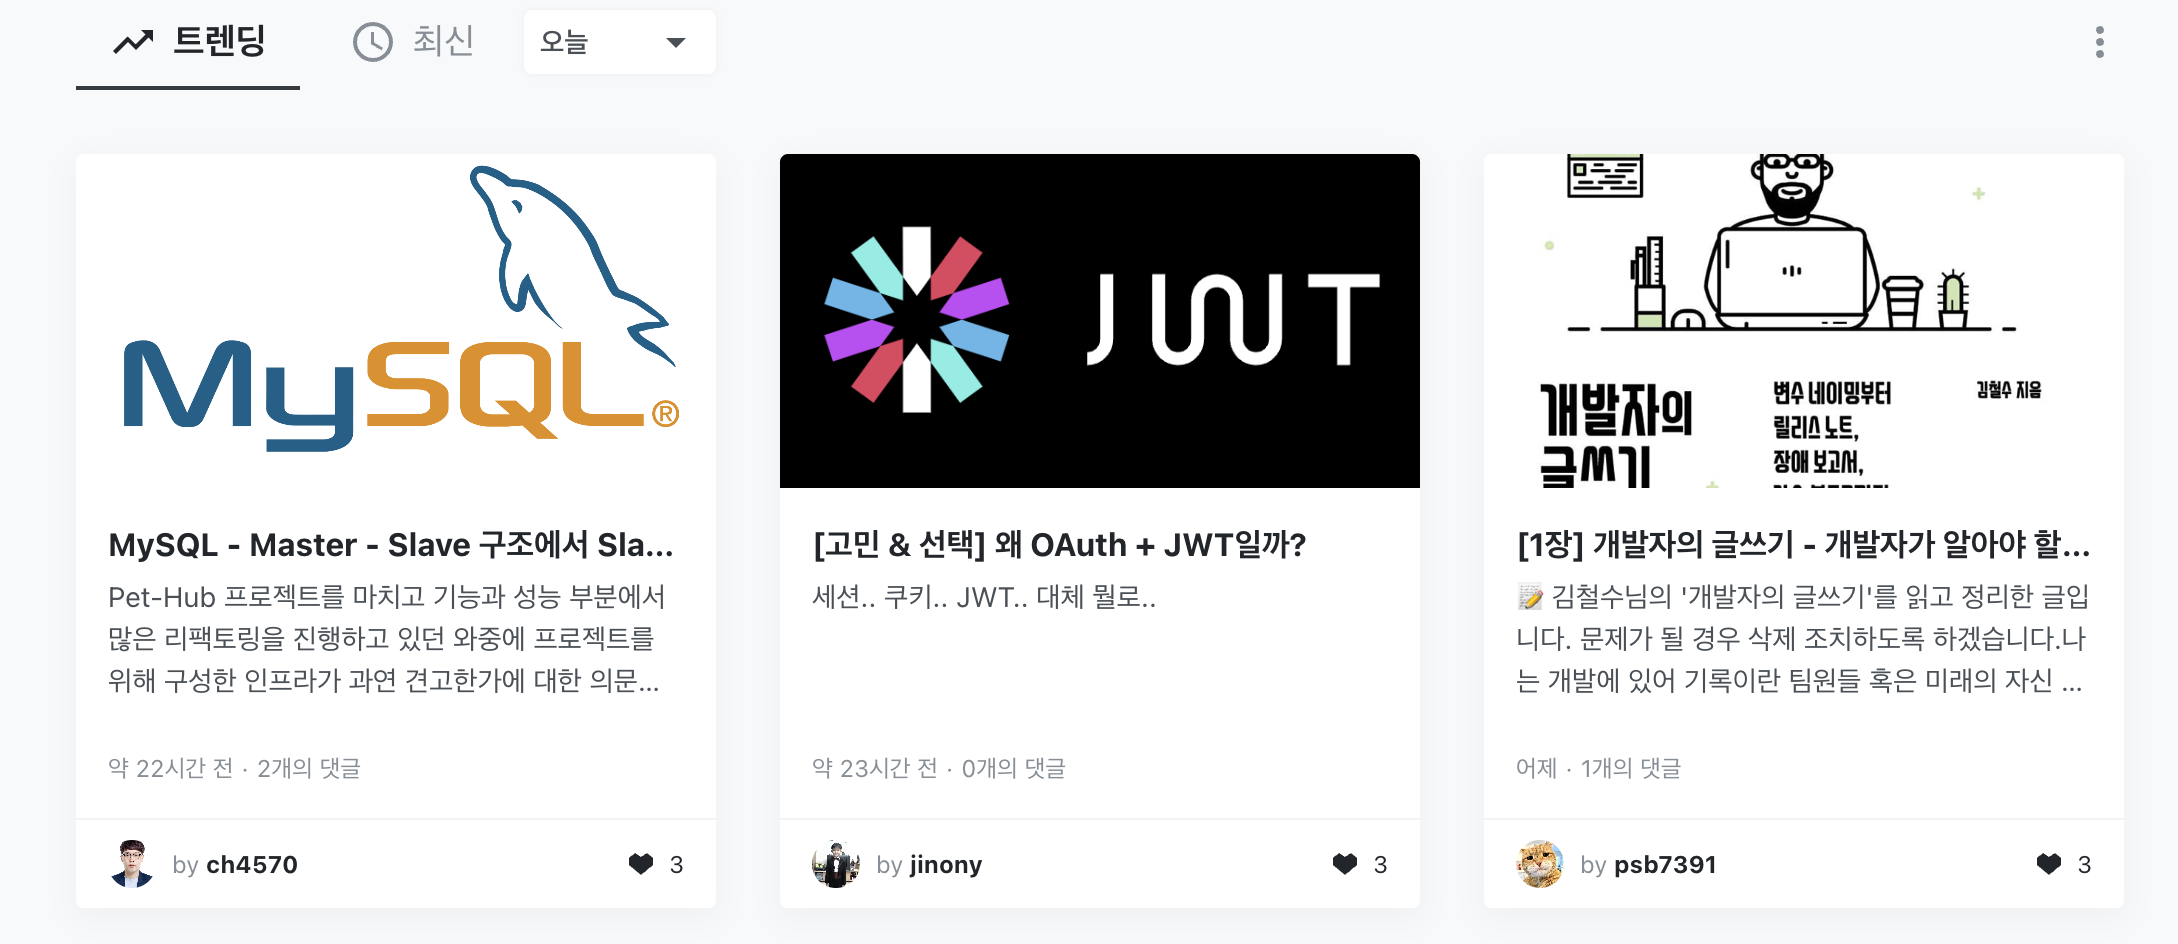 트렌딩
최신
오늘
MySQL®
MySQL - Master - Slave 구조에서 Sla...
Pet-Hub 프로젝트를 마치고 기능과 성능 부분에서
많은 리팩토링을 진행하고 있던 와중에 프로젝트를
위해 구성한 인프라가 과연 견고한가에 대한 의문...
약 22시간 전 · 2개의 댓글
by ch4570
3
JWT
[고민 & 선택] 왜 OAuth + JWT일까?
세션.. 쿠키.. JWT.. 대체 뭘로..
약 23시간 전 · 0개의 댓글
by jinony
3
개발자의
글쓰기
변수 네이밍부터
릴리스 노트,
장애 보고서,
김철수 지음
[1장] 개발자의 글쓰기 - 개발자가 알아야 할...
📝 김철수님의 '개발자의 글쓰기'를 읽고 정리한 글입
니다. 문제가 될 경우 삭제 조치하도록 하겠습니다.나
는 개발에 있어 기록이란 팀원들 혹은 미래의 자신 ...
어제 · 1개의 댓글
by psb7391
3